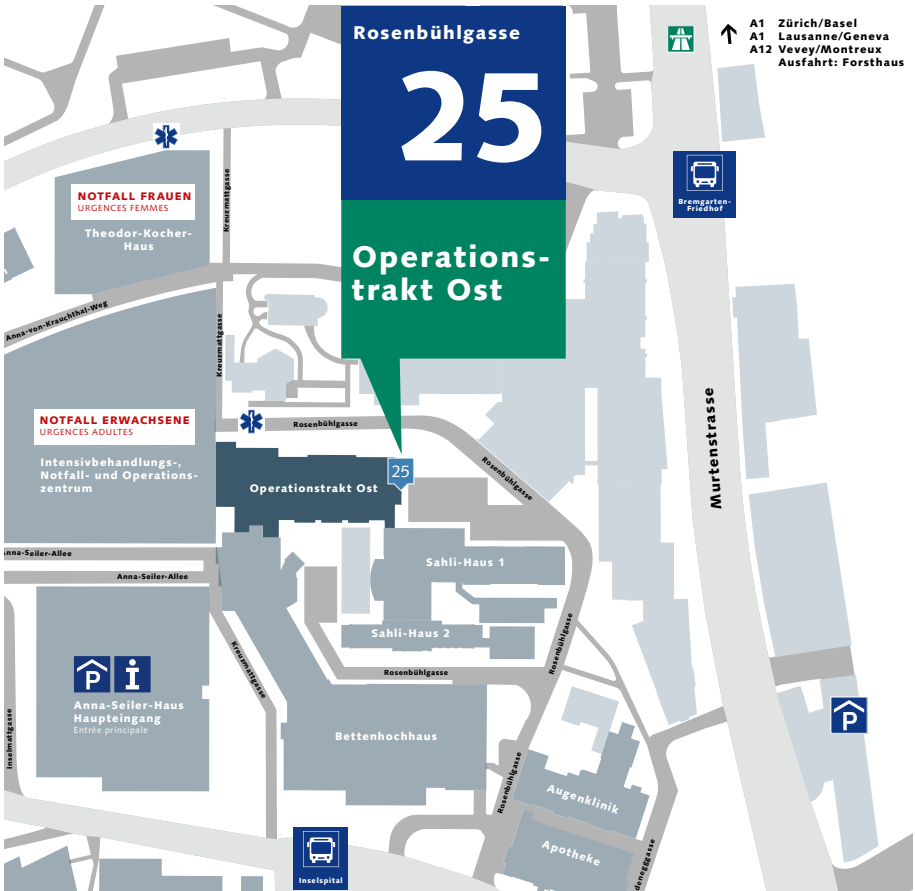 Rosenbühlgasse
25
Operations-
trakt Ost
A1 Zürich/Basel
A1 Lausanne/Geneva
A12 Vevey/Montreux
Ausfahrt: Forsthaus
Bremgarten-
Friedhof
NOTFALL FRAUEN
URGENCES FEMMES
Theodor-Kocher-
Haus
Kreuzmattgasse
Anna-von-Krauchthal-Weg
Kreuzmattgasse
NOTFALL ERWACHSENE
URGENCES ADULTES
Intensivbehandlungs-,
Notfall- und Operations-
zentrum
Rosenbühlgasse
Rosenbühlgasse
25
Operationstrakt Ost
Murtenstrasse
Anna-Seiler-Allee
Anna-Seiler-Allee
Sahli-Haus 1
Sahli-Haus 2
Rosenbühlgasse
Rosenbühlgasse
Kreuzmattgasse
P
i
Anna-Seiler-Haus
Haupteingang
Entrée principale
Inselmattgasse
Bettenhochhaus
P
Rosenbühlgasse
Augenklinik
Apotheke
Inselspital